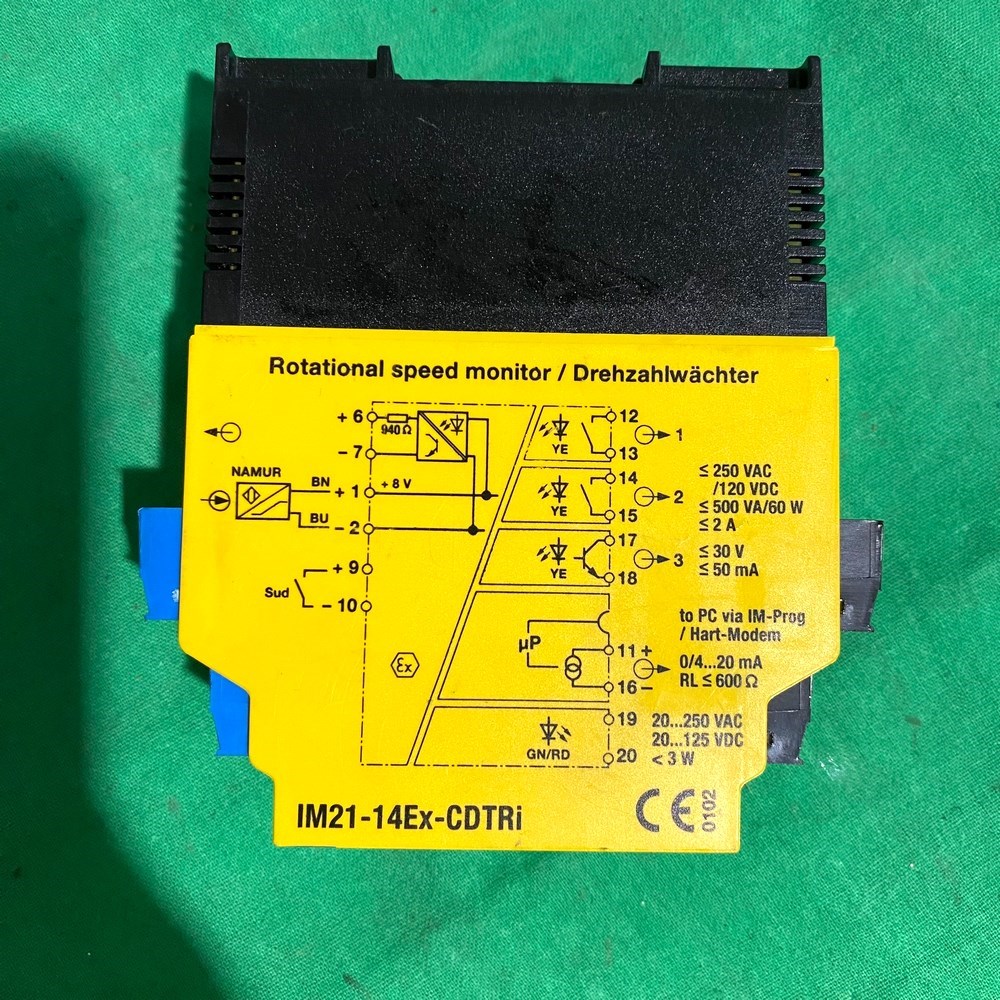 Rotational speed monitor / Drehzahlwächter
+ 6
940 Ω
- 7
NAMUR
BN
+ 1
+ 8 V
BU
- 2
+ 9
Sud
- 10
Ex
YE
12
13
1
YE
14
15
2
≤ 250 VAC
/120 VDC
≤ 500 VA/60 W
≤ 2 A
YE
17
18
3
≤ 30 V
≤ 50 mA
µP
11 +
16 –
to PC via IM-Prog
/ Hart-Modem
0/4...20 mA
RL ≤ 600 Ω
GN/RD
19
20
20...250 VAC
20...125 VDC
< 3 W
IM21-14Ex-CDTRi
CE
0102